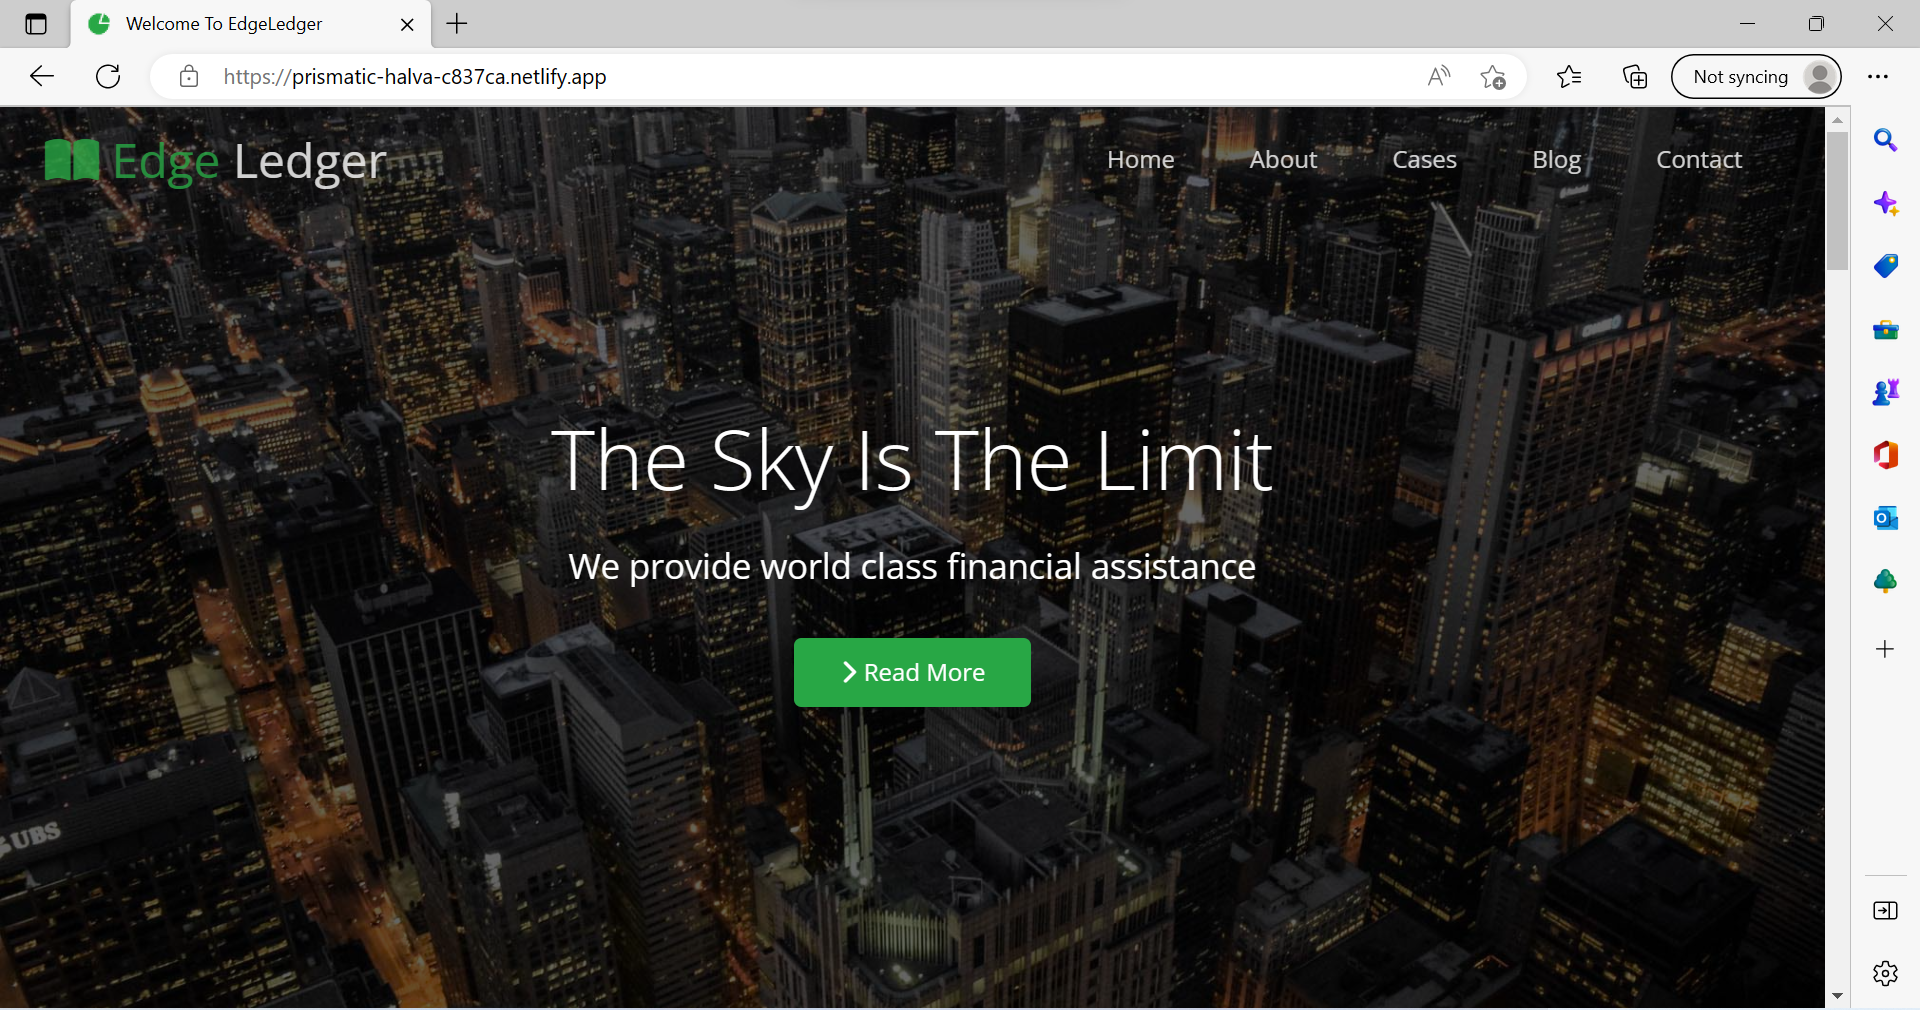 Welcome To EdgeLedger
https://prismatic-halva-c837ca.netlify.app
Not syncing
Edge Ledger
Home About Cases Blog Contact
The Sky Is The Limit
We provide world class financial assistance
Read More
UBS